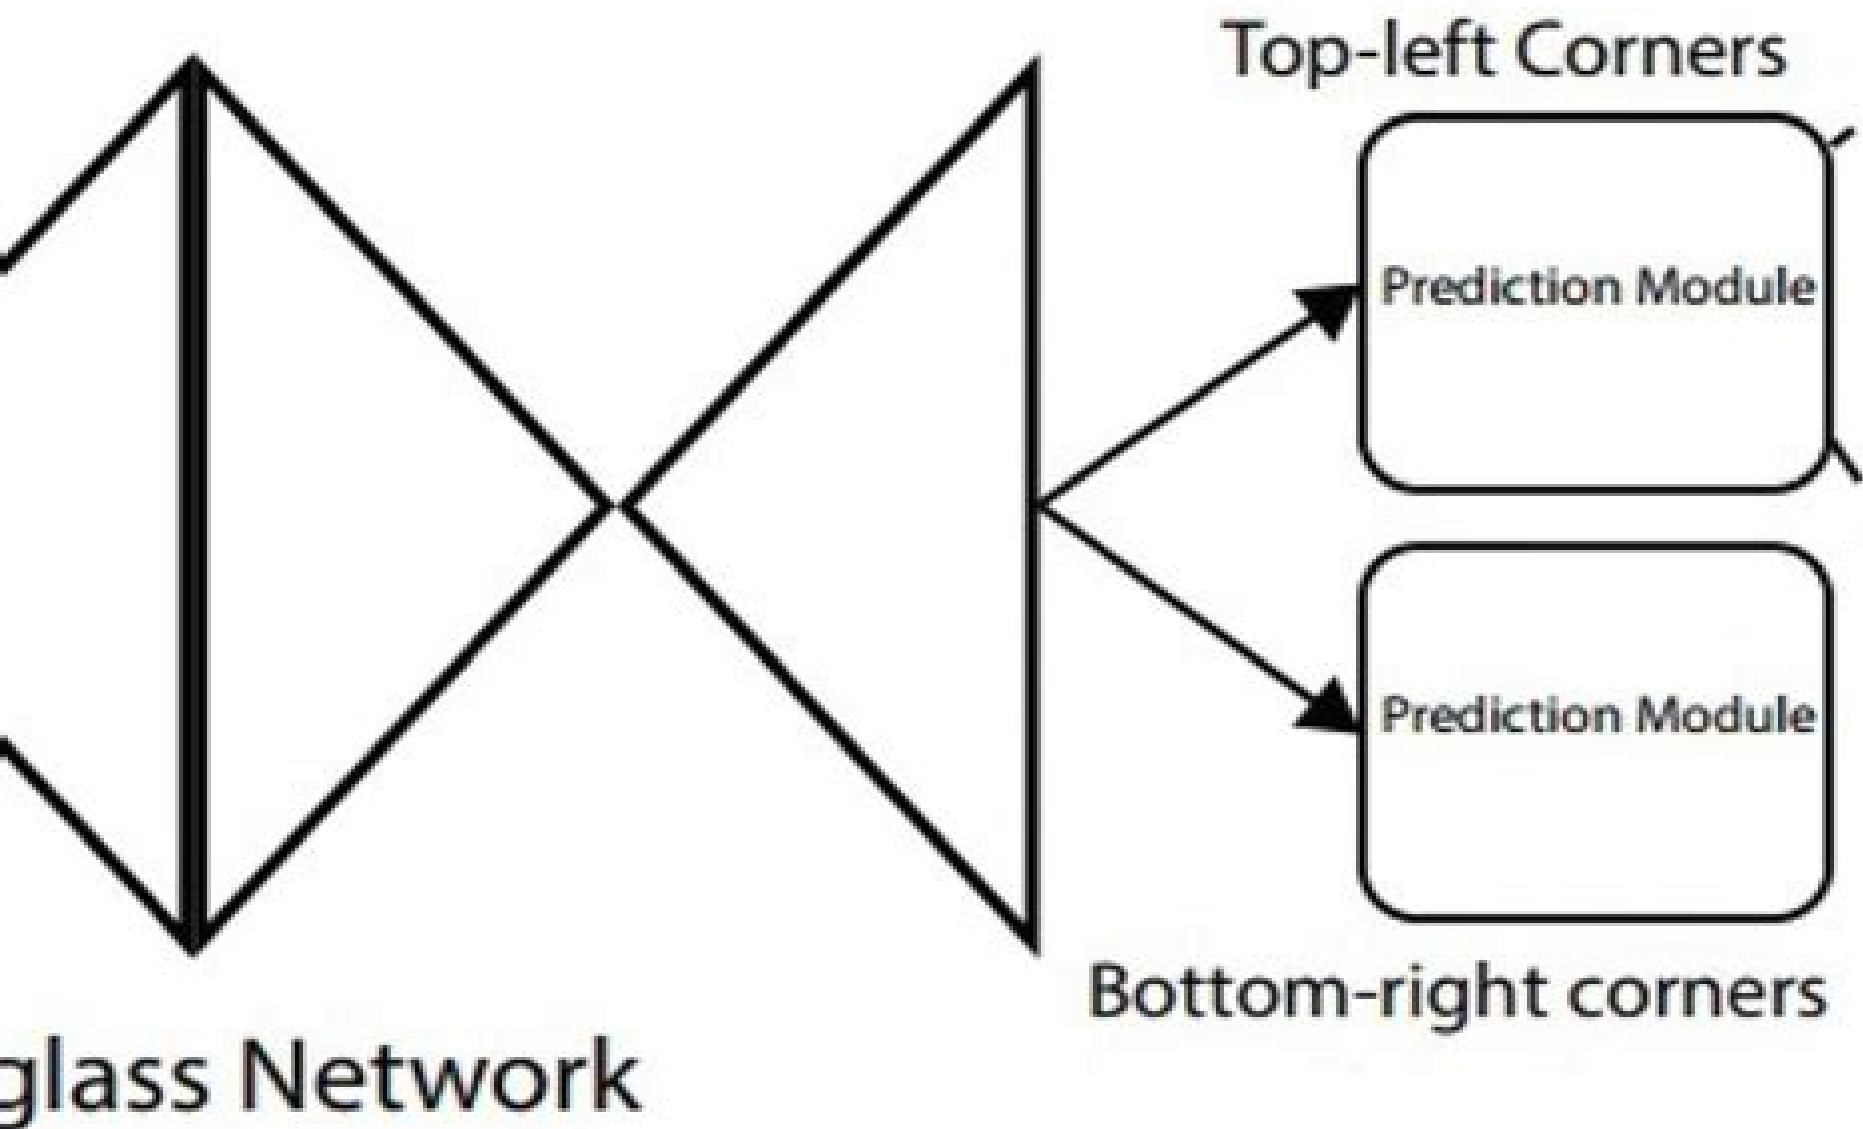 Top-left Corners
Prediction Module
Prediction Module
Bottom-right corners
glass Network